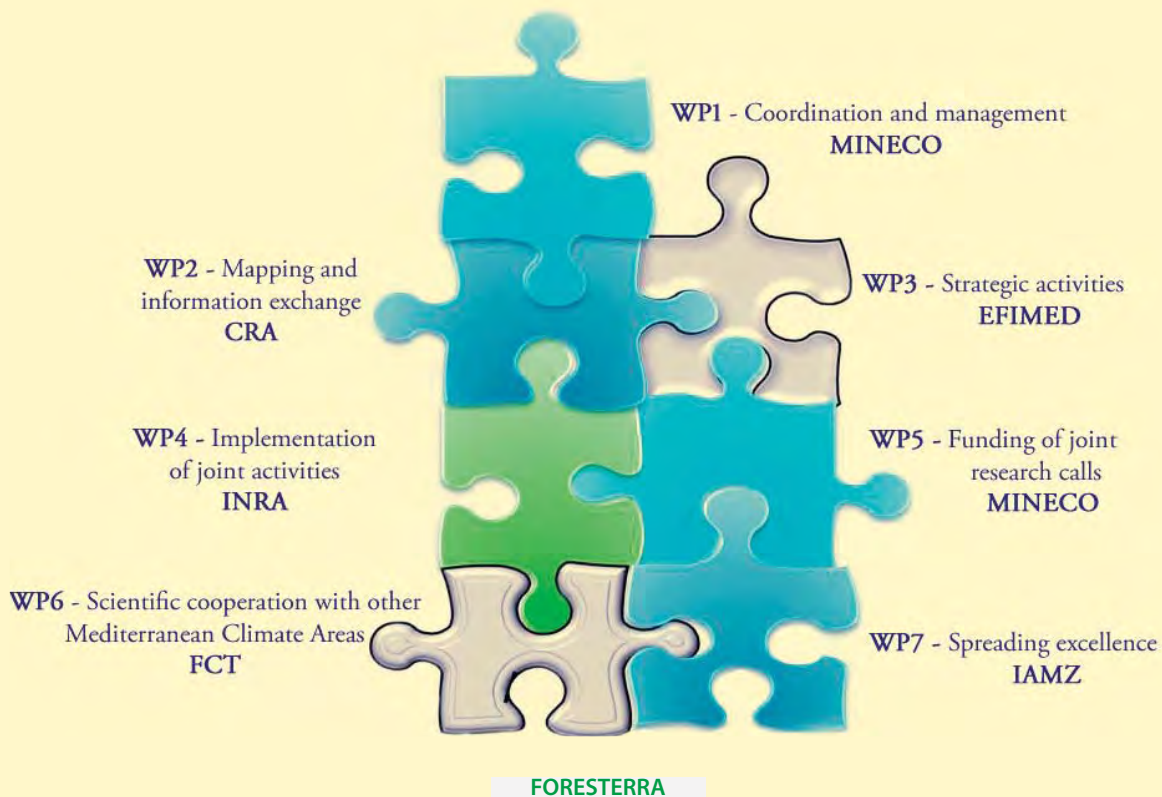 WP1 - Coordination and management
MINECO
WP2 - Mapping and
information exchange
CRA
WP3 - Strategic activities
EFIMED
WP4 - Implementation
of joint activities
INRA
WP5 - Funding of joint
research calls
MINECO
WP6 - Scientific cooperation with other
Mediterranean Climate Areas
FCT
WP7 - Spreading excellence
IAMZ
FORESTERRA